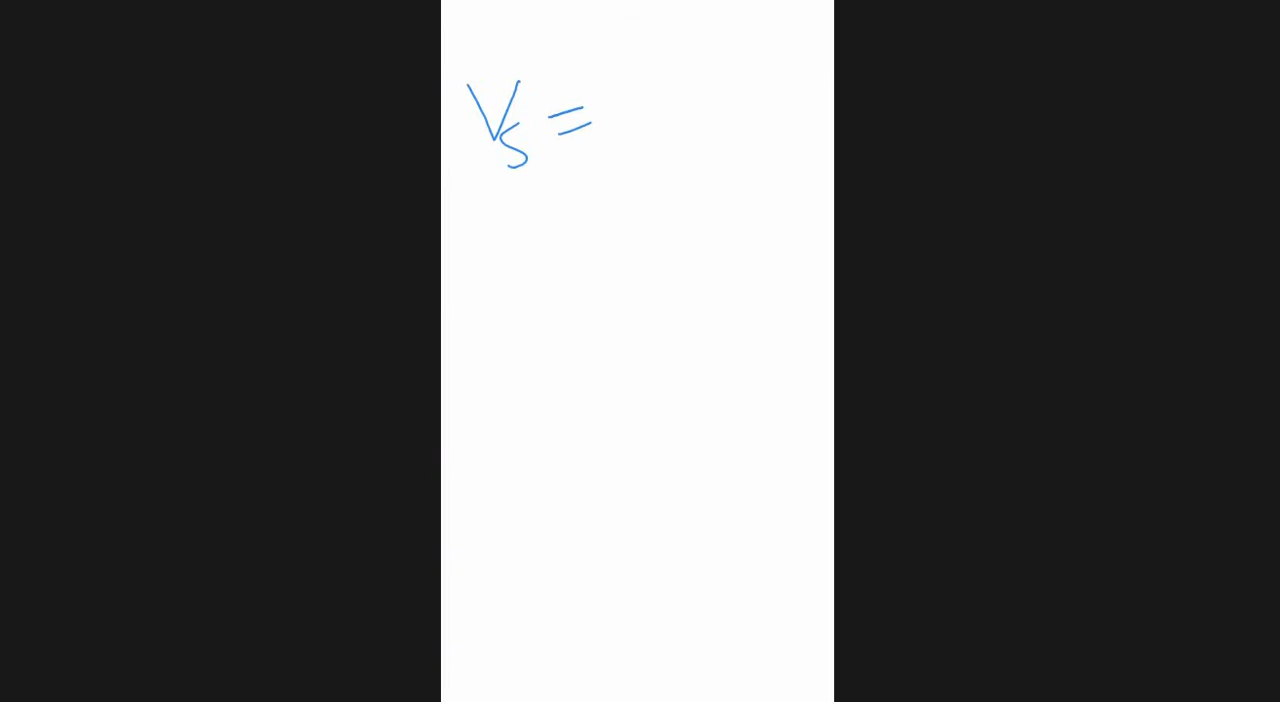 Vs =